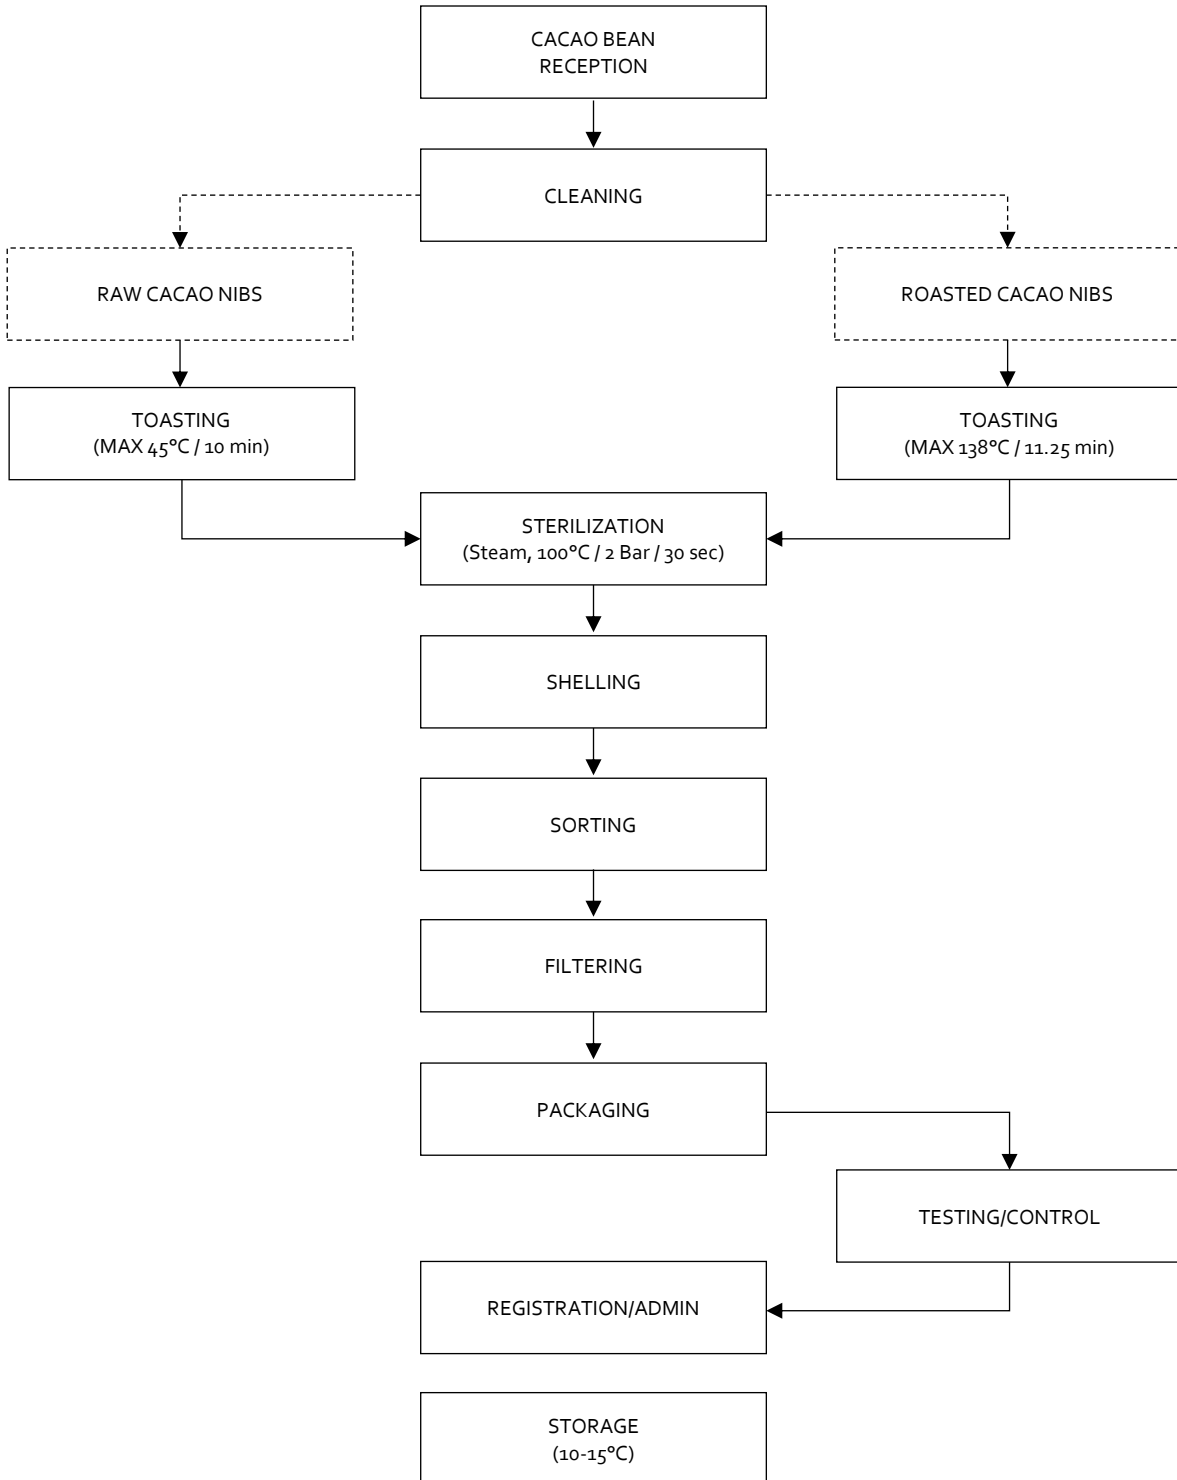 CACAO BEAN
RECEPTION
CLEANING
RAW CACAO NIBS
ROASTED CACAO NIBS
TOASTING
(MAX 45°C / 10 min)
TOASTING
(MAX 138°C / 11.25 min)
STERILIZATION
(Steam, 100°C / 2 Bar / 30 sec)
SHELLING
SORTING
FILTERING
PACKAGING
TESTING/CONTROL
REGISTRATION/ADMIN
STORAGE
(10-15°C)